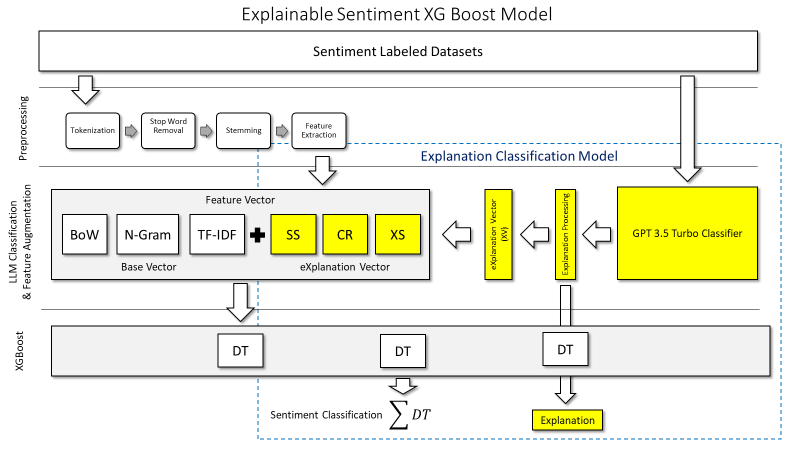 Explainable Sentiment XG Boost Model
Sentiment Labeled Datasets
Preprocessing
Tokenization
Stop Word
Removal
Stemming
Feature
Extraction
Explanation Classification Model
LLM Classification
& Feature Augmentation
Feature Vector
BoW
N-Gram
TF-IDF
+
SS
CR
XS
Base Vector
eXplanation Vector
eXplanation Vector
(XV)
Explanation Processing
GPT 3.5 Turbo Classifier
XGBoost
DT
DT
DT
Sentiment Classification ∑ DT
Explanation